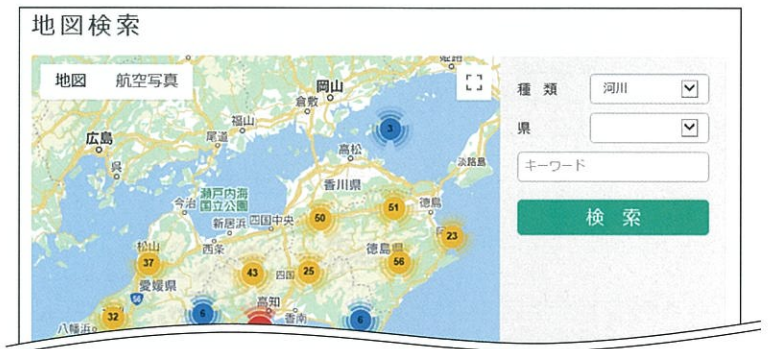 地図検索
地図 航空写真
姫路
岡山
倉敷
福山
尾道
広島
呉
3
高松
淡路島
香川県
瀬戸内海
国立公園
今治
新居浜
四国中央
50
51
徳島
23
松山
西条
37
43
四国
25
徳島県
56
愛媛県
56
高知
32
6
香南
6
八幡浜
種類 河川
県
キーワード
検索